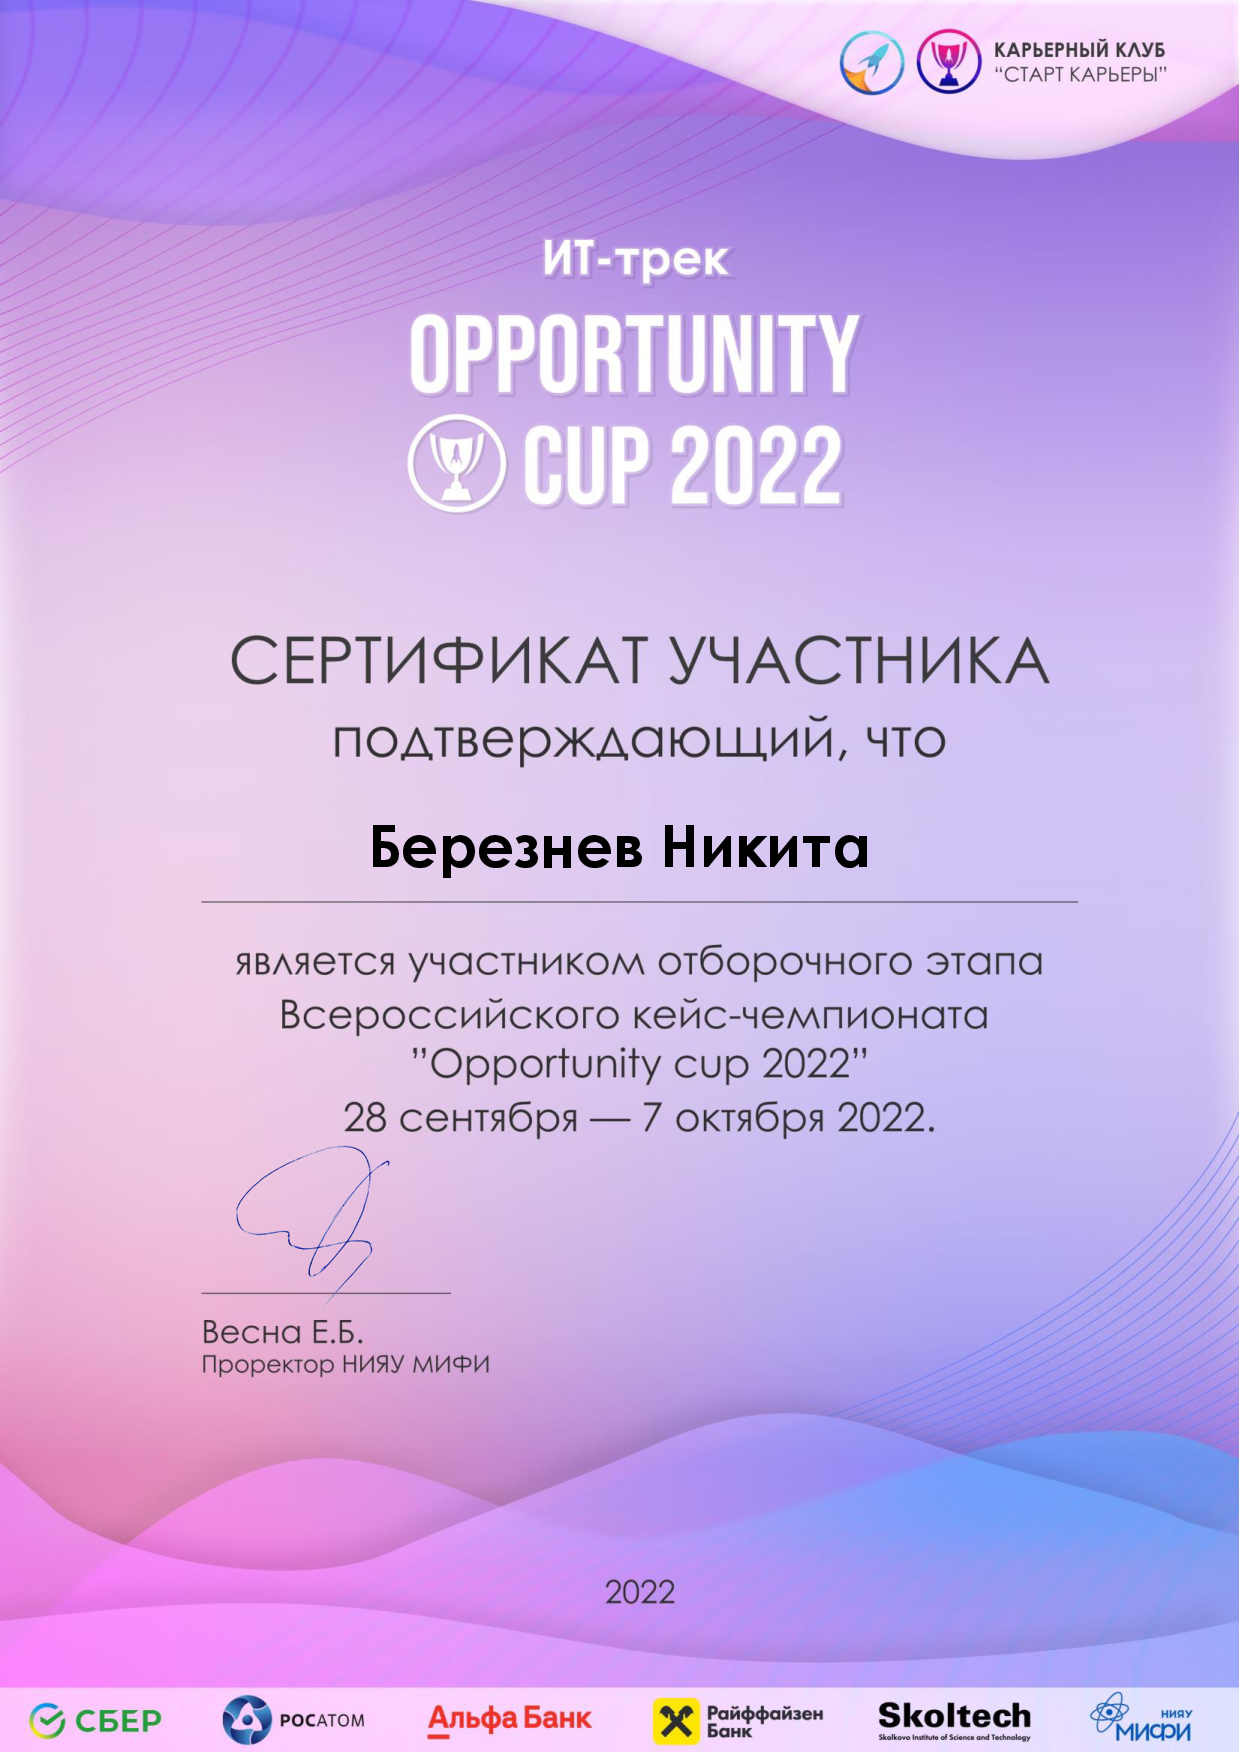 КАРЬЕРНЫЙ КЛУБ
“СТАРТ КАРЬЕРЫ”
ИТ-трек
OPPORTUNITY
CUP 2022
СЕРТИФИКАТ УЧАСТНИКА
подтверждающий, что
Березнев Никита
является участником отборочного этапа
Всероссийского кейс-чемпионата
”Opportunity cup 2022”
28 сентября — 7 октября 2022.
Весна Е.Б.
Проректор НИЯУ МИФИ
2022
СБЕР
РОСАТОМ
Альфа Банк
Райффайзен
Банк
Skoltech
Skolkovo Institute of Science and Technology
НИЯУ
МИФИ